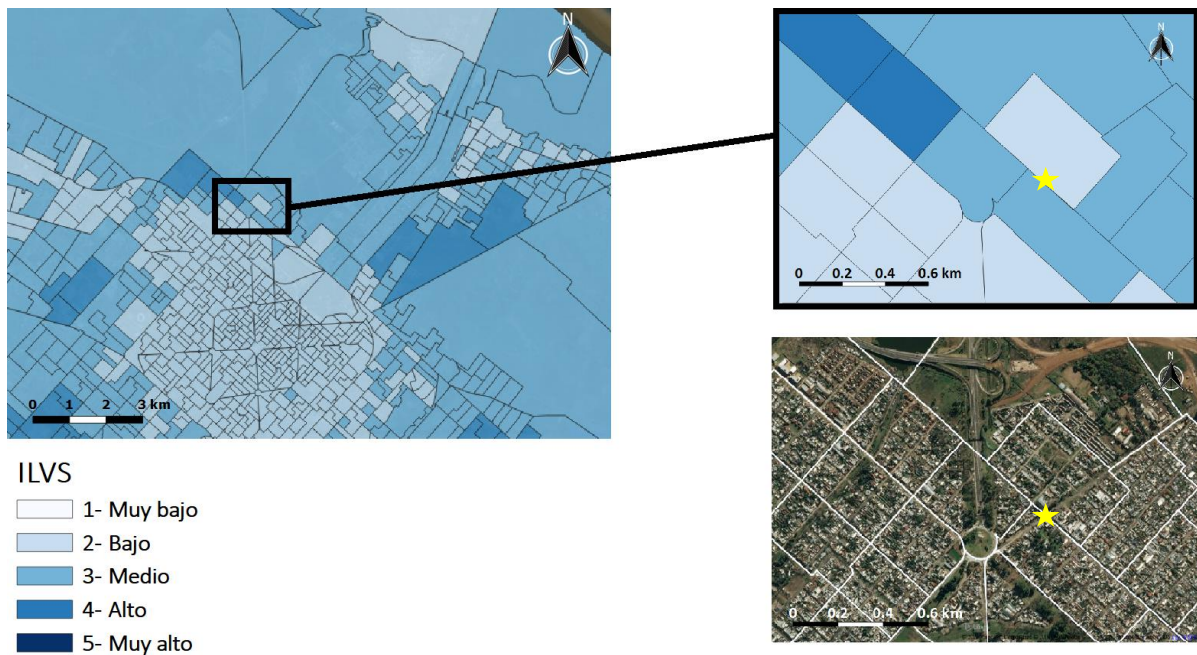 N
0 1 2 3 km
ILVS
1- Muy bajo
2- Bajo
3- Medio
4- Alto
5- Muy alto
N
0 0.2 0.4 0.6 km
N
0 0.2 0.4 0.6 km